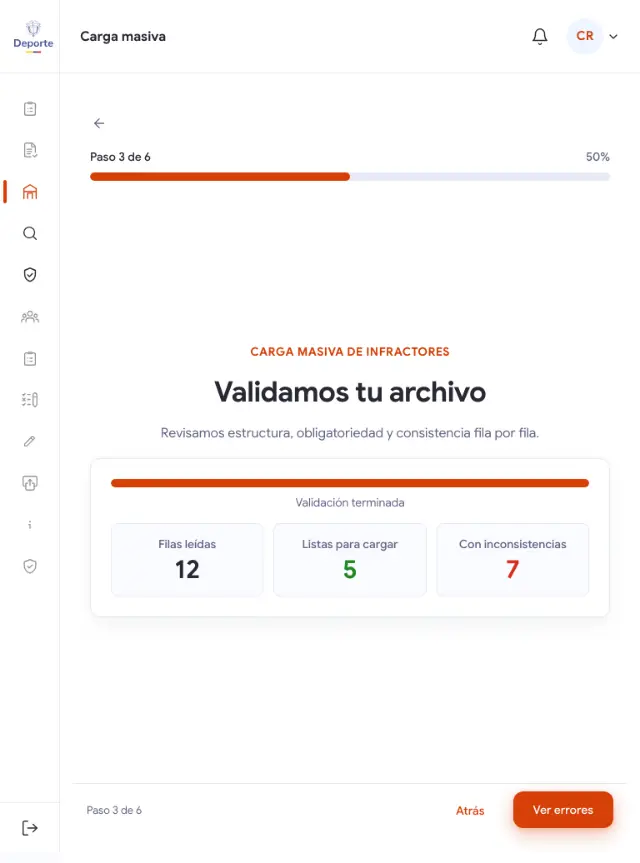 Deporte
Carga masiva
CR
Paso 3 de 6
50%
CARGA MASIVA DE INFRACTORES
Validamos tu archivo
Revisamos estructura, obligatoriedad y consistencia fila por fila.
Validación terminada
Filas leídas
12
Listas para cargar
5
Con inconsistencias
7
Paso 3 de 6
Atrás
Ver errores